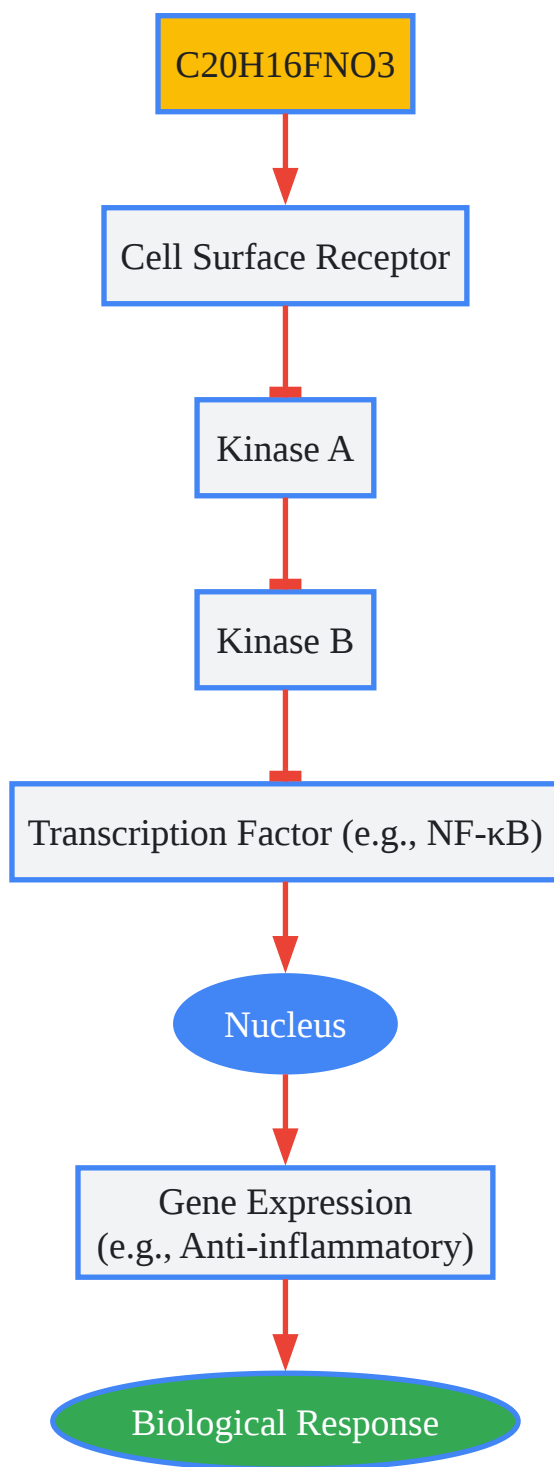 C20H16FNO3
Cell Surface Receptor
Kinase A
Kinase B
Transcription Factor (e.g., NF-κB)
Nucleus
Gene Expression
(e.g., Anti-inflammatory)
Biological Response